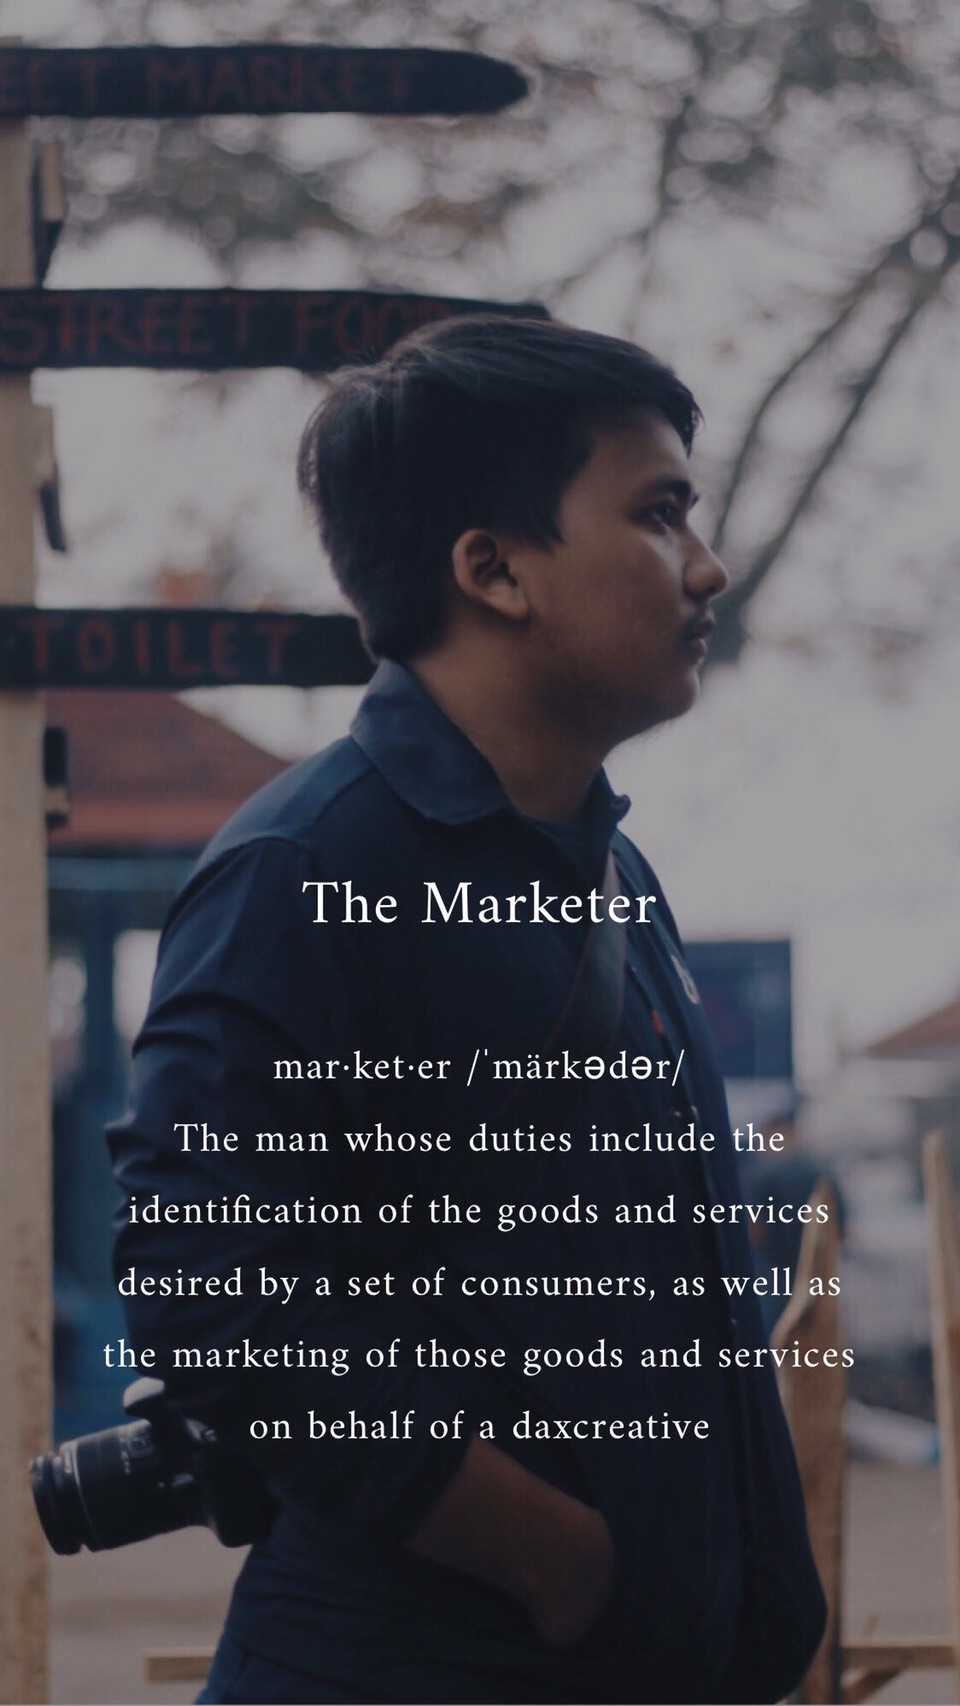 EET MARKET
STREET FOOD
TOILET
The Marketer
mar·ket·er /ˈmärkədər/
The man whose duties include the
identification of the goods and services
desired by a set of consumers, as well as
the marketing of those goods and services
on behalf of a daxcreative